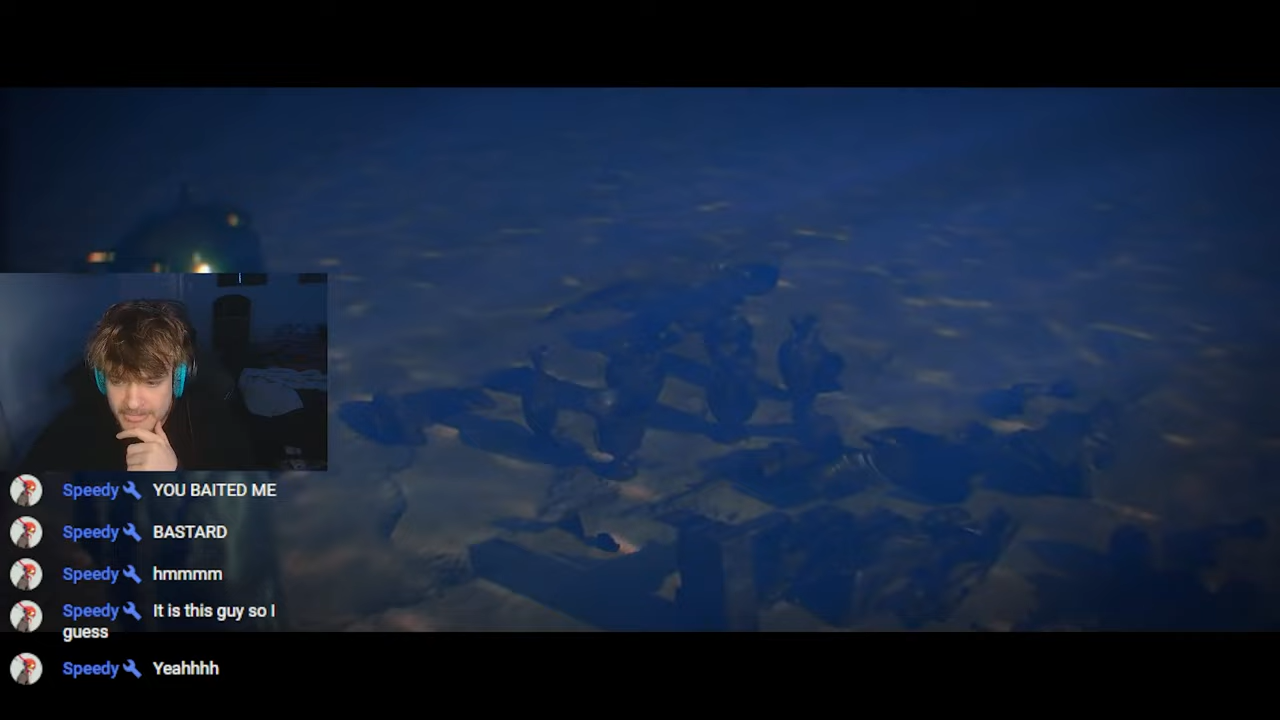 Speedy YOU BAITED ME
Speedy BASTARD
Speedy hmmmm
Speedy It is this guy so I
guess
Speedy Yeahhhh